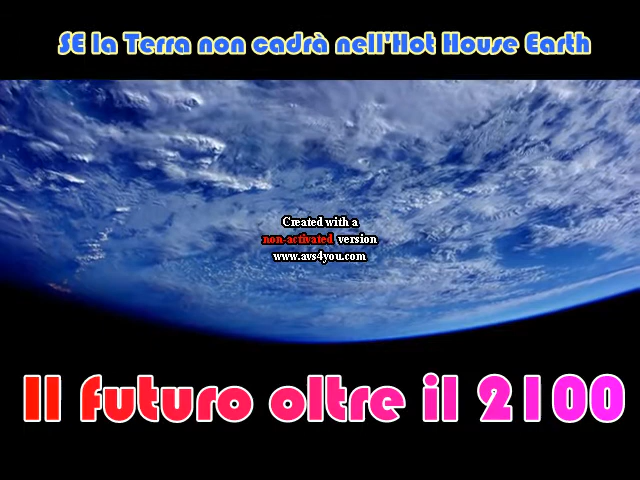 SE la Terra non cadrà nell'Hot House Earth
Created with a
non-activated version
www.avs4you.com
Il futuro oltre il 2100